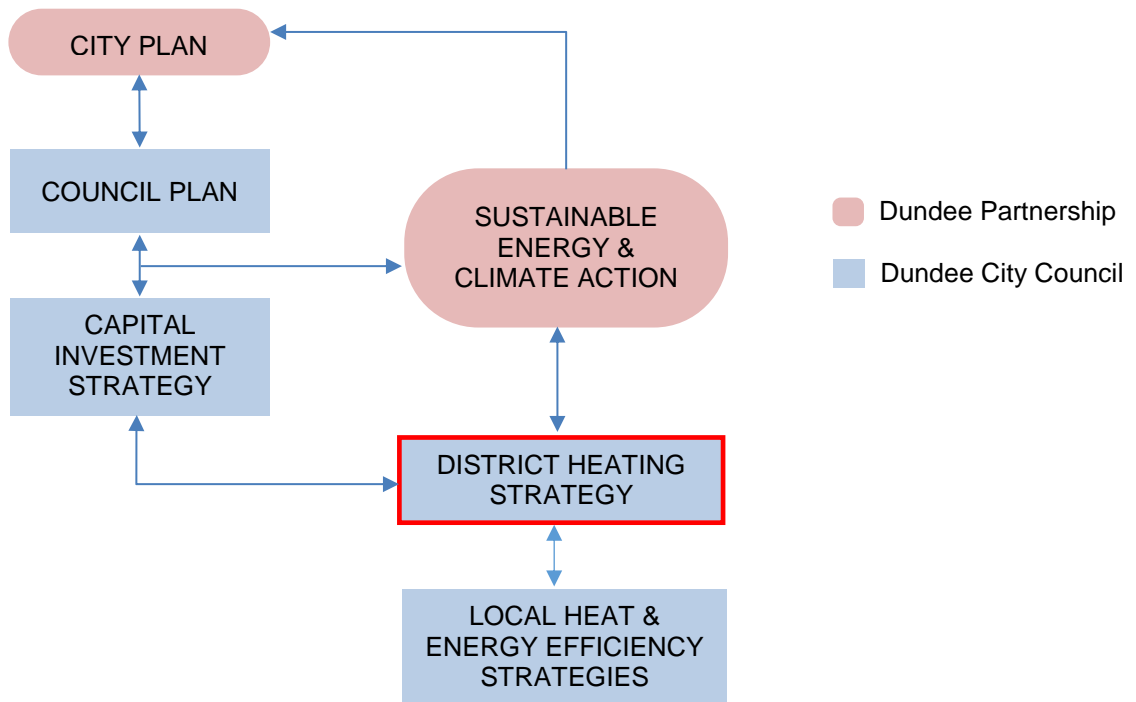 CITY PLAN
COUNCIL PLAN
SUSTAINABLE
ENERGY &
CLIMATE ACTION
Dundee Partnership
Dundee City Council
CAPITAL
INVESTMENT
STRATEGY
DISTRICT HEATING
STRATEGY
LOCAL HEAT &
ENERGY EFFICIENCY
STRATEGIES